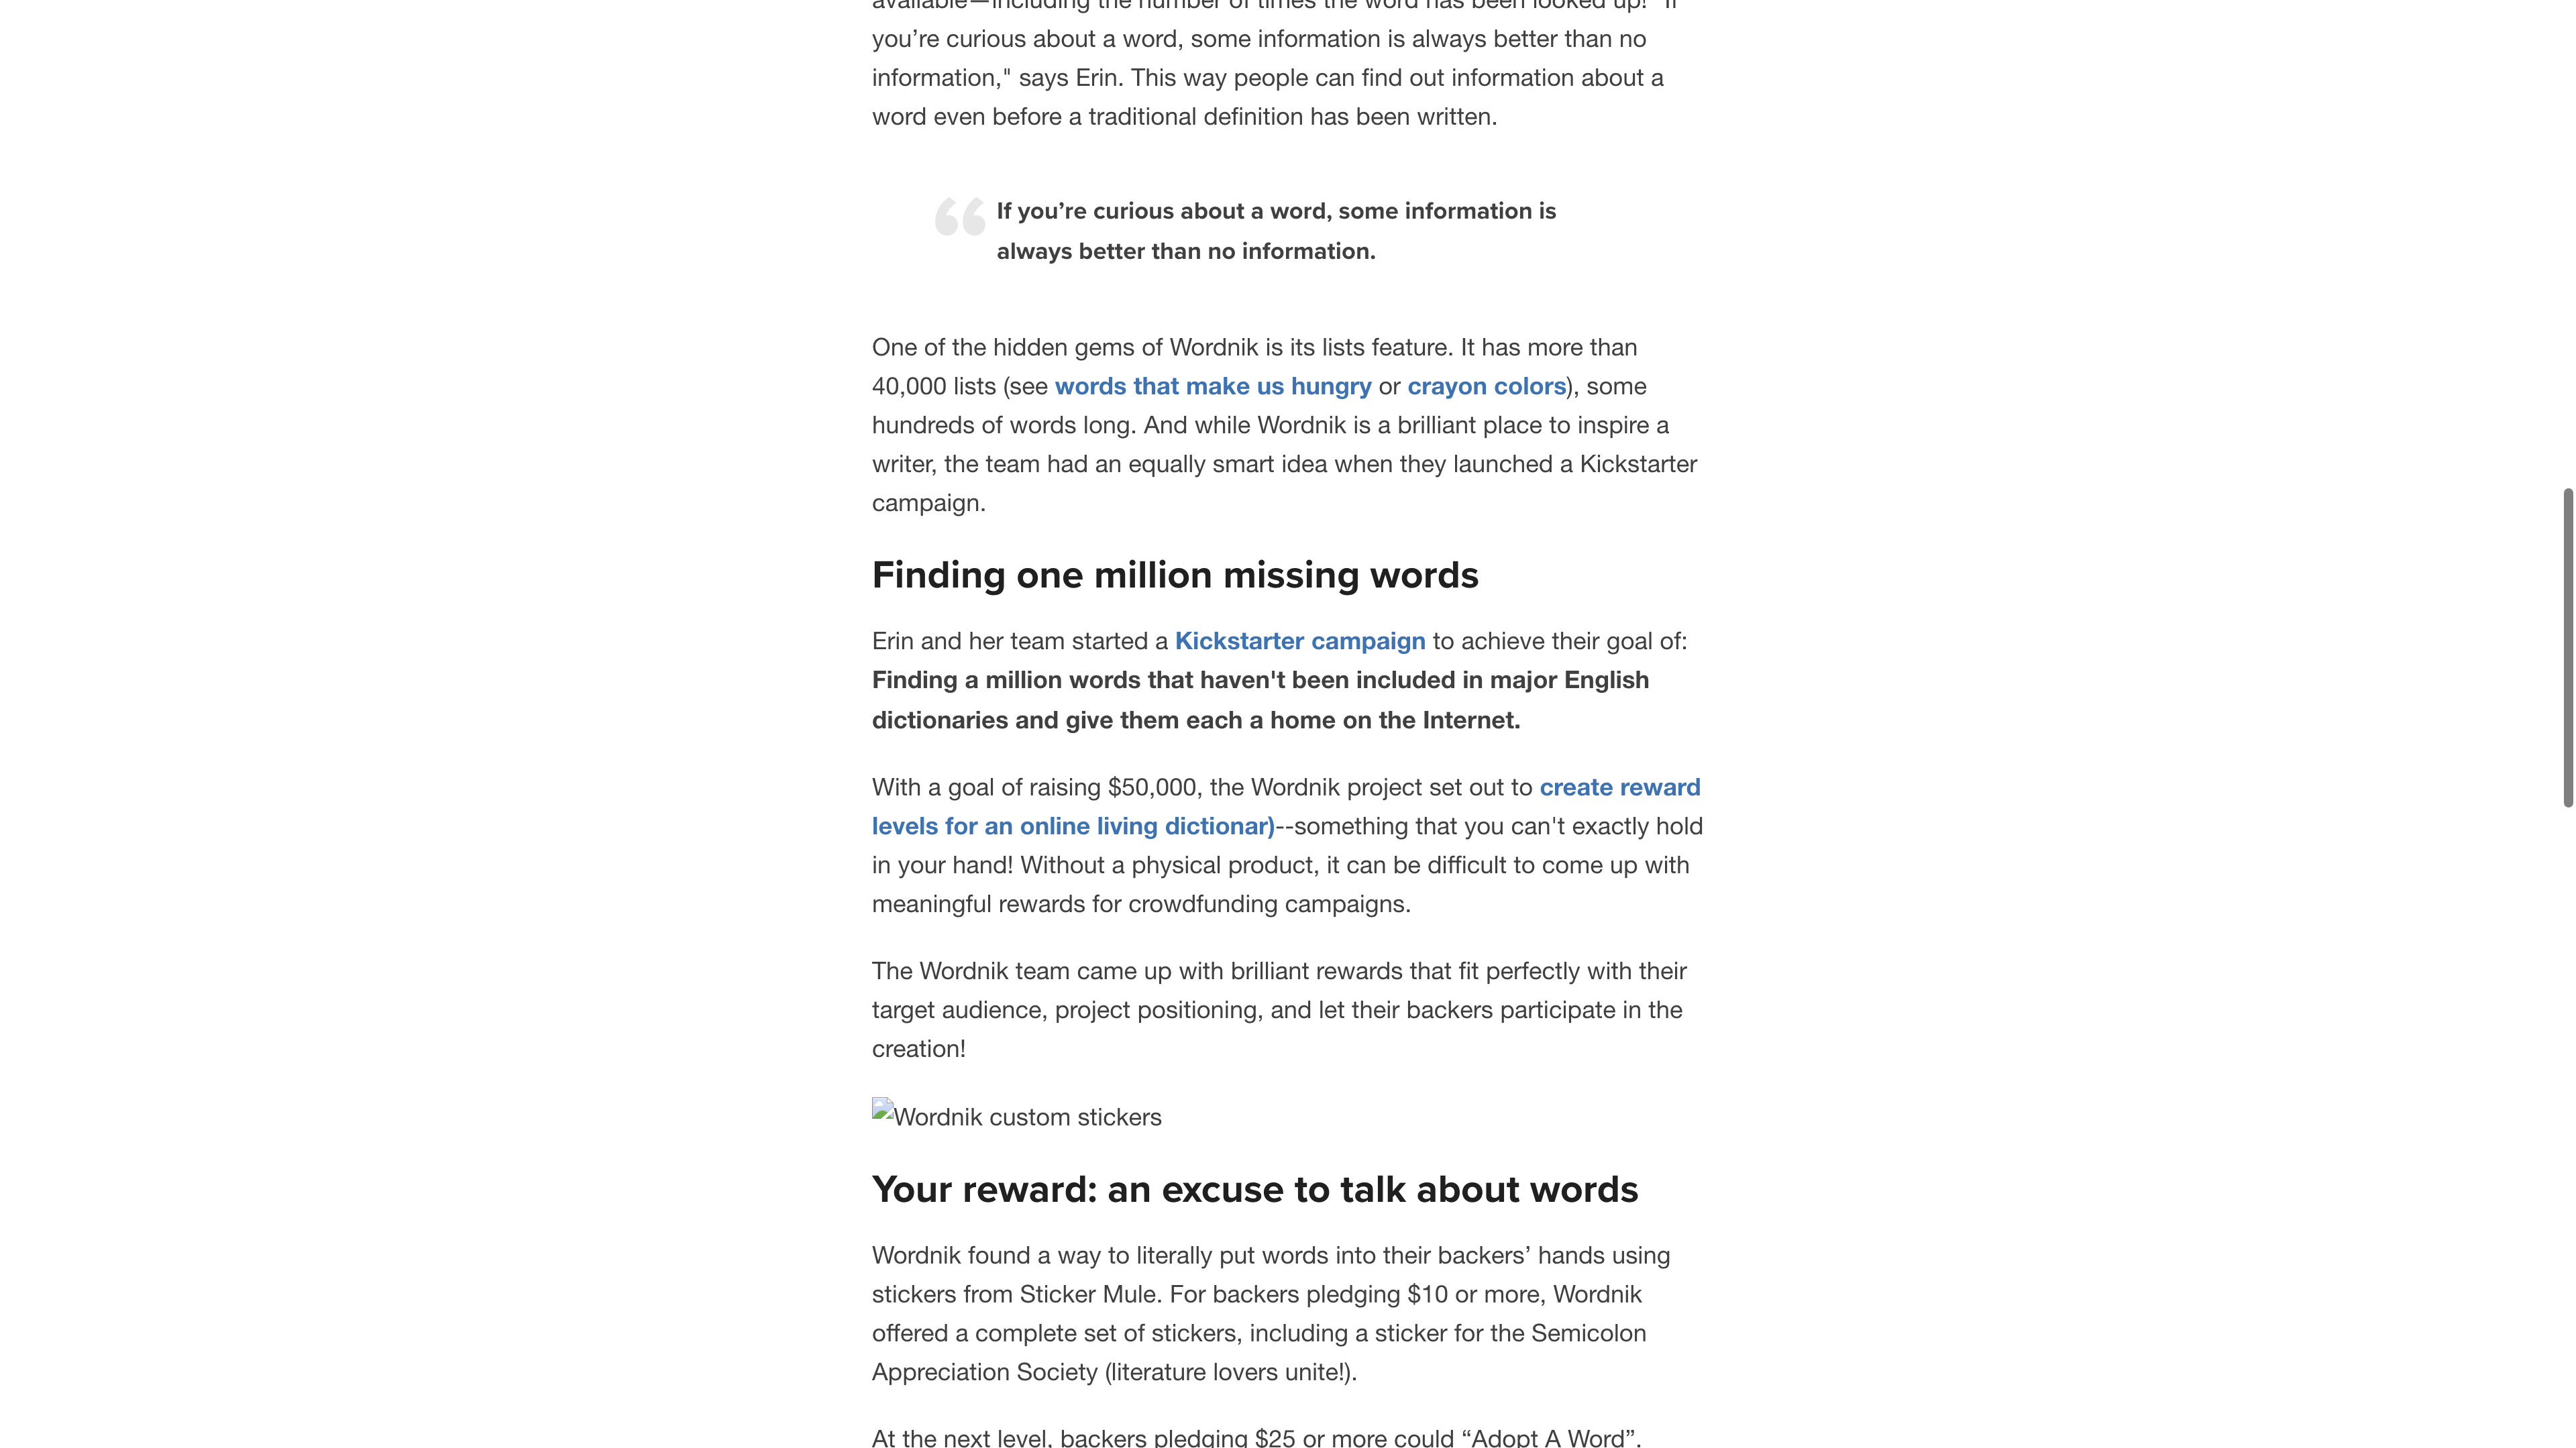 available—including the number of times the word has been looked up! "If
you’re curious about a word, some information is always better than no
information," says Erin. This way people can find out information about a
word even before a traditional definition has been written.
If you’re curious about a word, some information is
always better than no information.
One of the hidden gems of Wordnik is its lists feature. It has more than
40,000 lists (see words that make us hungry or crayon colors), some
hundreds of words long. And while Wordnik is a brilliant place to inspire a
writer, the team had an equally smart idea when they launched a Kickstarter
campaign.
Finding one million missing words
Erin and her team started a Kickstarter campaign to achieve their goal of:
Finding a million words that haven't been included in major English
dictionaries and give them each a home on the Internet.
With a goal of raising $50,000, the Wordnik project set out to create reward
levels for an online living dictionar)--something that you can't exactly hold
in your hand! Without a physical product, it can be difficult to come up with
meaningful rewards for crowdfunding campaigns.
The Wordnik team came up with brilliant rewards that fit perfectly with their
target audience, project positioning, and let their backers participate in the
creation!
Wordnik custom stickers
Your reward: an excuse to talk about words
Wordnik found a way to literally put words into their backers’ hands using
stickers from Sticker Mule. For backers pledging $10 or more, Wordnik
offered a complete set of stickers, including a sticker for the Semicolon
Appreciation Society (literature lovers unite!).
At the next level, backers pledging $25 or more could “Adopt A Word”.